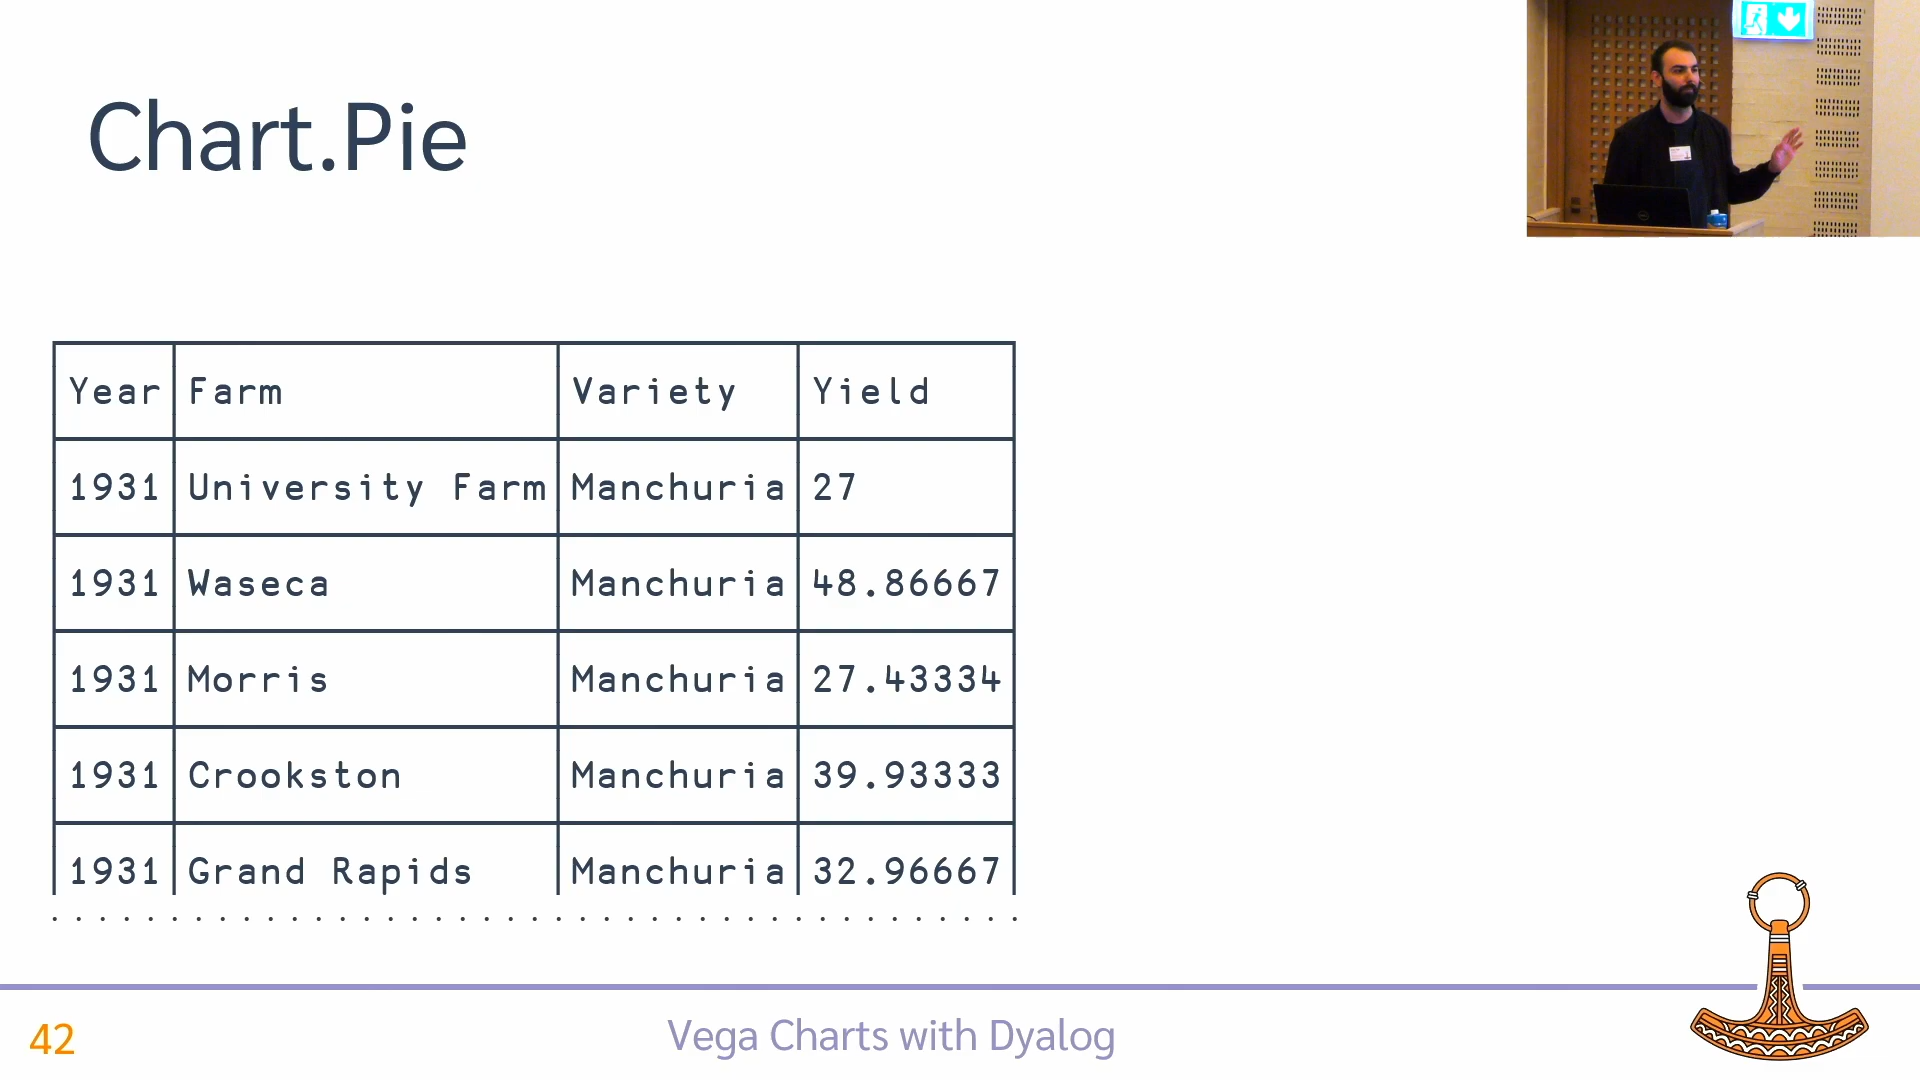 Chart.Pie
Year Farm Variety Yield
1931 University Farm Manchuria 27
1931 Waseca Manchuria 48.86667
1931 Morris Manchuria 27.43334
1931 Crookston Manchuria 39.93333
1931 Grand Rapids Manchuria 32.96667
42
Vega Charts with Dyalog